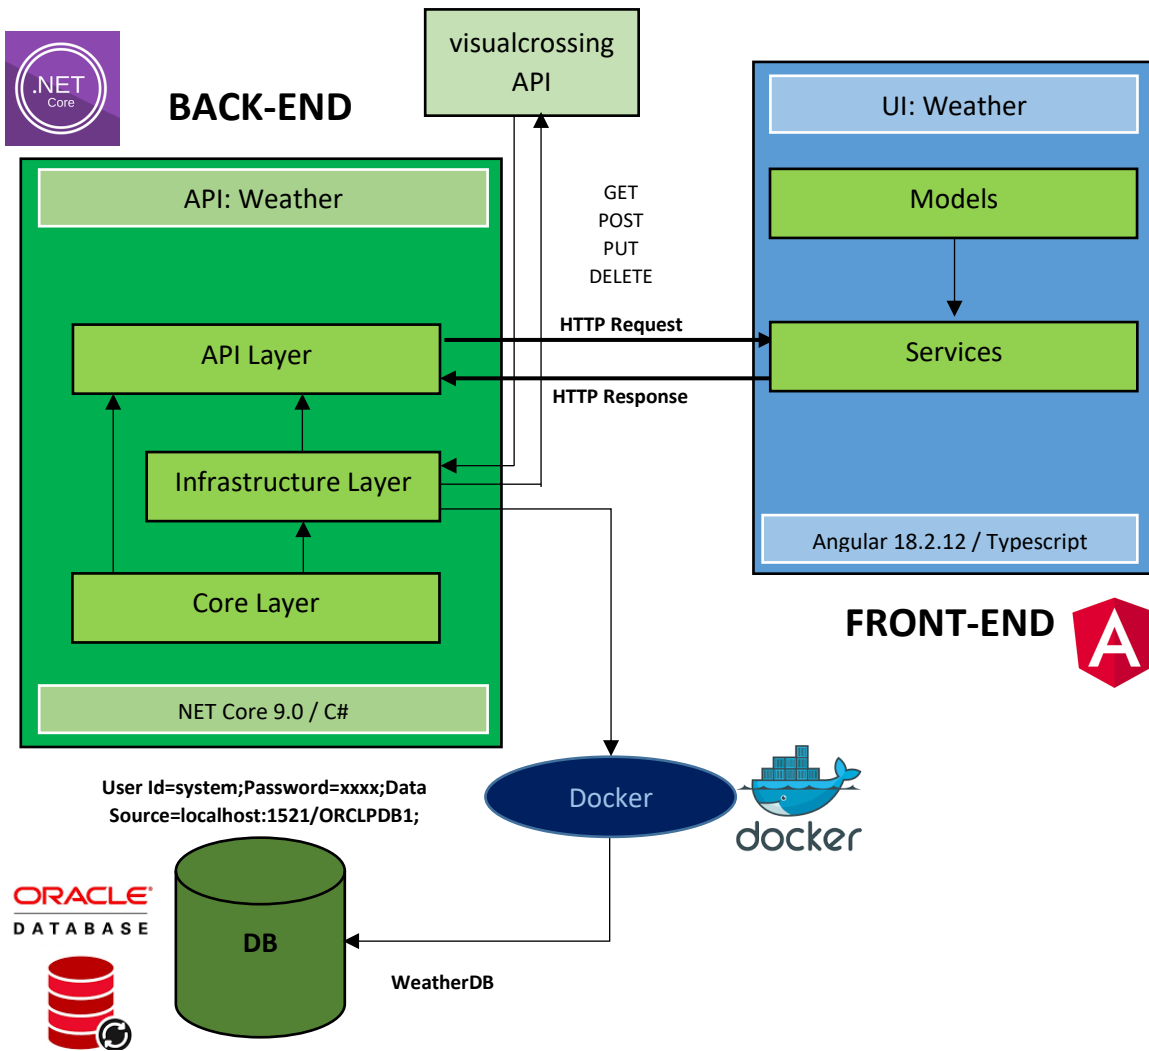 .NET
Core
BACK-END
visualcrossing
API
UI: Weather
API: Weather
Models
GET
POST
PUT
DELETE
HTTP Request
API Layer
Services
HTTP Response
Infrastructure Layer
Angular 18.2.12 / Typescript
Core Layer
FRONT-END
A
NET Core 9.0 / C#
User Id=system;Password=xxxx;Data
Source=localhost:1521/ORCLPDB1;
Docker
docker
ORACLE®
DATABASE
DB
WeatherDB